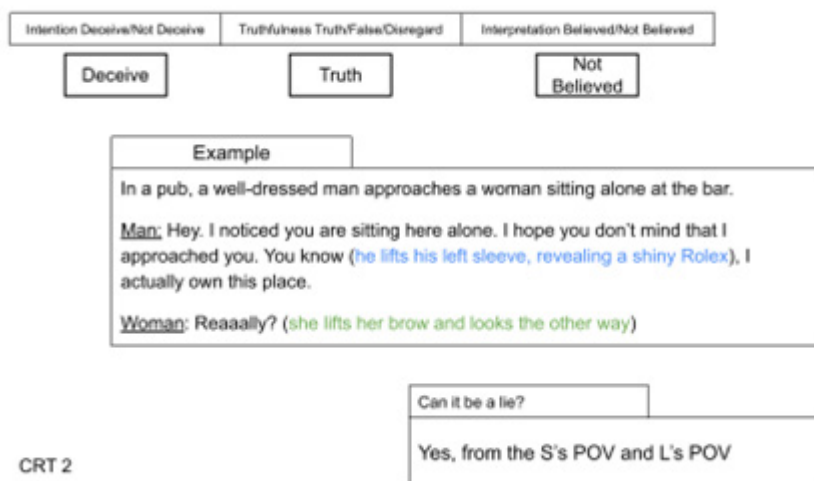 Intention Deceive/Not Deceive Truthfulness Truth/False/Disregard Interpretation Believed/Not Believed
Deceive Truth Not
Believed
Example
In a pub, a well-dressed man approaches a woman sitting alone at the bar.
Man: Hey. I noticed you are sitting here alone. I hope you don't mind that I
approached you. You know (he lifts his left sleeve, revealing a shiny Rolex), I
actually own this place.
Woman: Reaaally? (she lifts her brow and looks the other way)
Can it be a lie?
Yes, from the S's POV and L's POV
CRT 2